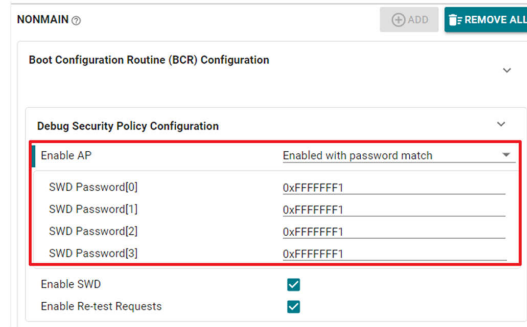 NONMAIN
ADD
REMOVE ALL
Boot Configuration Routine (BCR) Configuration
Debug Security Policy Configuration
Enable AP Enabled with password match
SWD Password[0] 0xFFFFFFF1
SWD Password[1] 0xFFFFFFF1
SWD Password[2] 0xFFFFFFF1
SWD Password[3] 0xFFFFFFF1
Enable SWD
Enable Re-test Requests